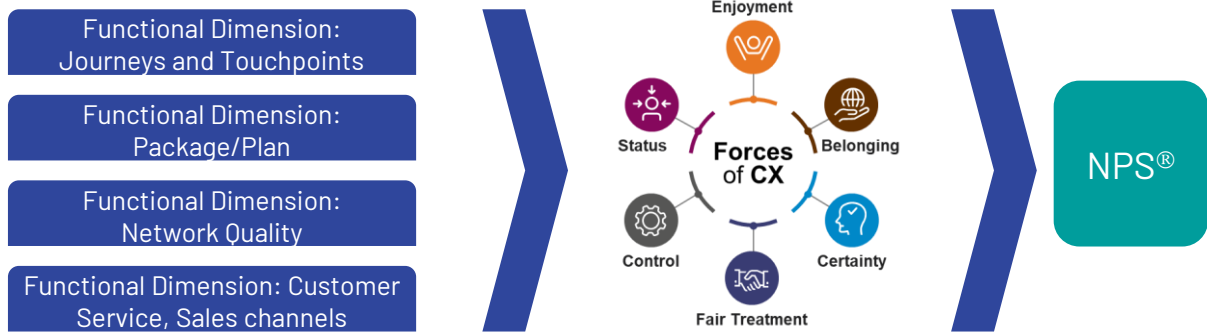 Functional Dimension:
Journeys and Touchpoints
Functional Dimension:
Package/Plan
Functional Dimension:
Network Quality
Functional Dimension: Customer
Service, Sales channels
Enjoyment
Status
Belonging
Forces
of CX
Control
Certainty
Fair Treatment
NPS®